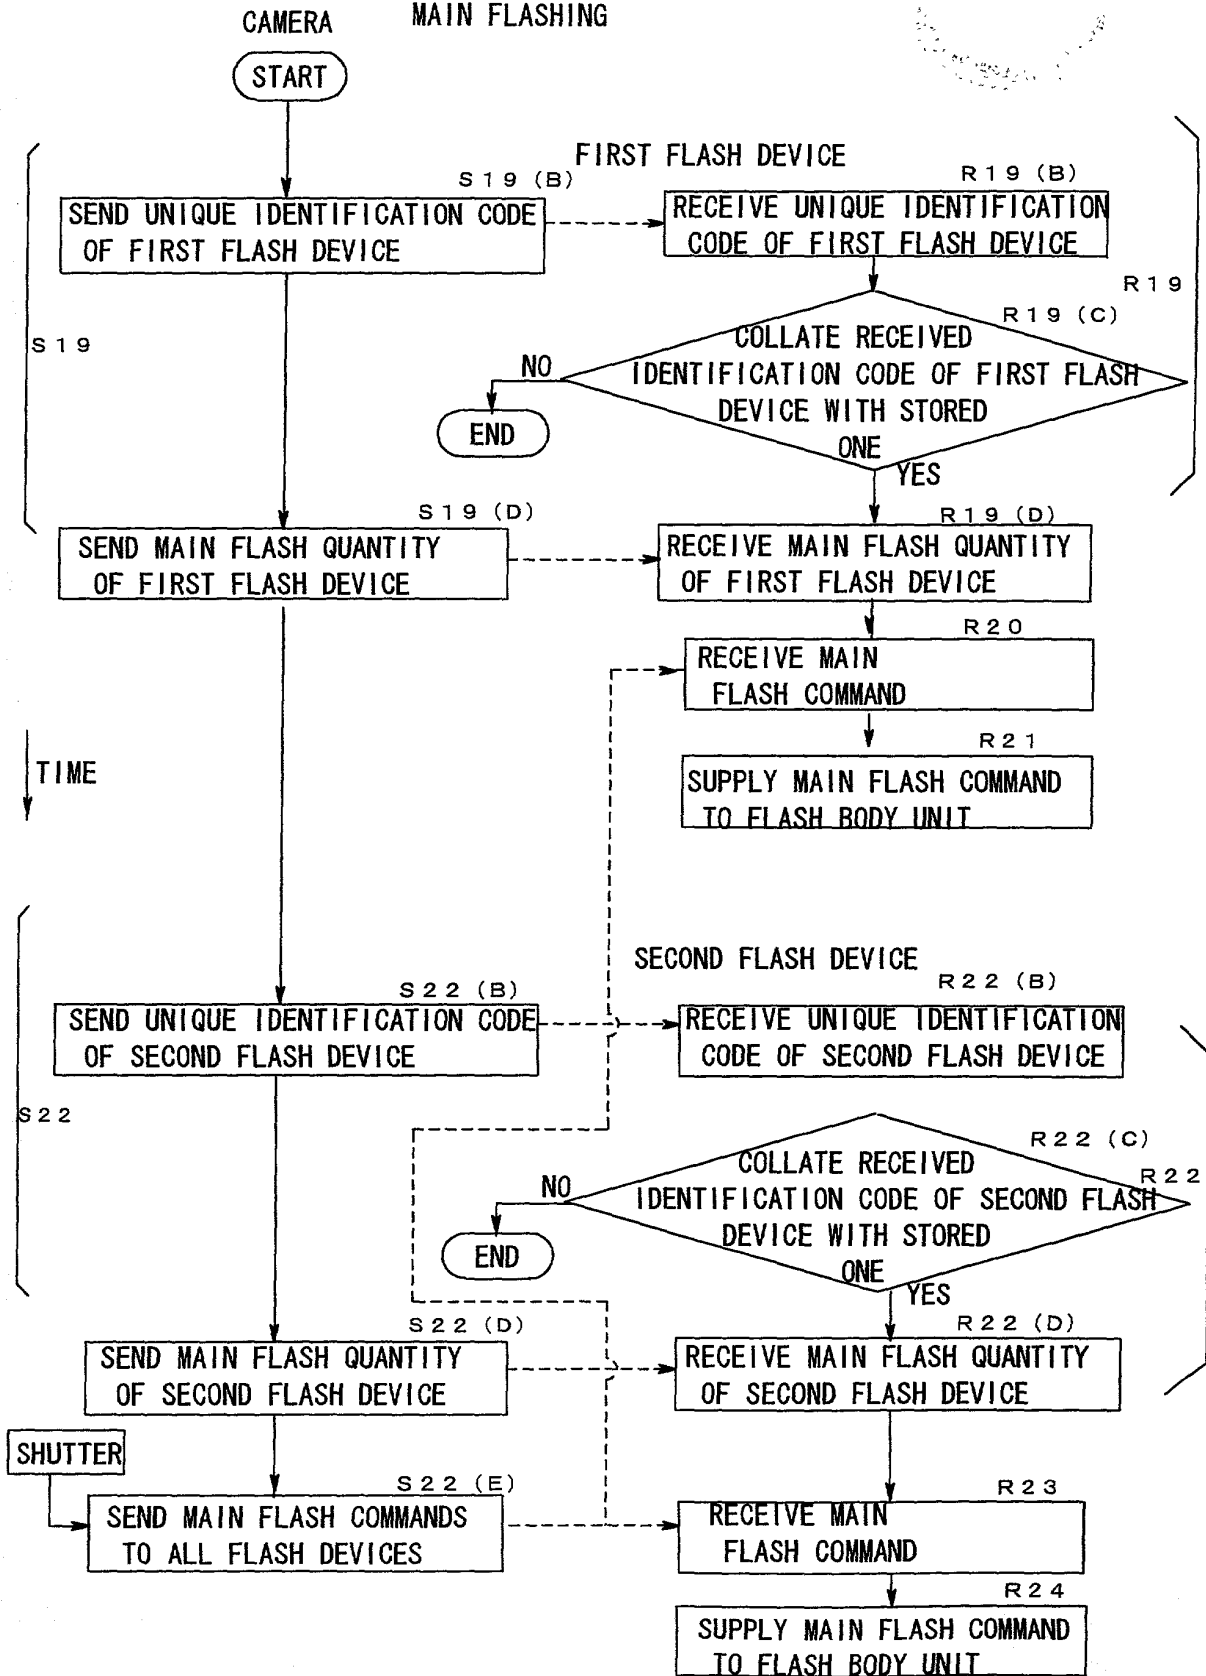 CAMERA
MAIN FLASHING
START
FIRST FLASH DEVICE
S19 (B)
SEND UNIQUE IDENTIFICATION CODE
OF FIRST FLASH DEVICE
R19 (B)
RECEIVE UNIQUE IDENTIFICATION
CODE OF FIRST FLASH DEVICE
R19
S19
R19 (C)
COLLATE RECEIVED
IDENTIFICATION CODE OF FIRST FLASH
DEVICE WITH STORED
ONE
NO
END
YES
S19 (D)
SEND MAIN FLASH QUANTITY
OF FIRST FLASH DEVICE
R19 (D)
RECEIVE MAIN FLASH QUANTITY
OF FIRST FLASH DEVICE
R20
RECEIVE MAIN
FLASH COMMAND
R21
SUPPLY MAIN FLASH COMMAND
TO FLASH BODY UNIT
TIME
SECOND FLASH DEVICE
S22 (B)
SEND UNIQUE IDENTIFICATION CODE
OF SECOND FLASH DEVICE
R22 (B)
RECEIVE UNIQUE IDENTIFICATION
CODE OF SECOND FLASH DEVICE
S22
R22 (C)
R22
COLLATE RECEIVED
IDENTIFICATION CODE OF SECOND FLASH
DEVICE WITH STORED
ONE
NO
END
YES
S22 (D)
SEND MAIN FLASH QUANTITY
OF SECOND FLASH DEVICE
R22 (D)
RECEIVE MAIN FLASH QUANTITY
OF SECOND FLASH DEVICE
SHUTTER
S22 (E)
SEND MAIN FLASH COMMANDS
TO ALL FLASH DEVICES
R23
RECEIVE MAIN
FLASH COMMAND
R24
SUPPLY MAIN FLASH COMMAND
TO FLASH BODY UNIT